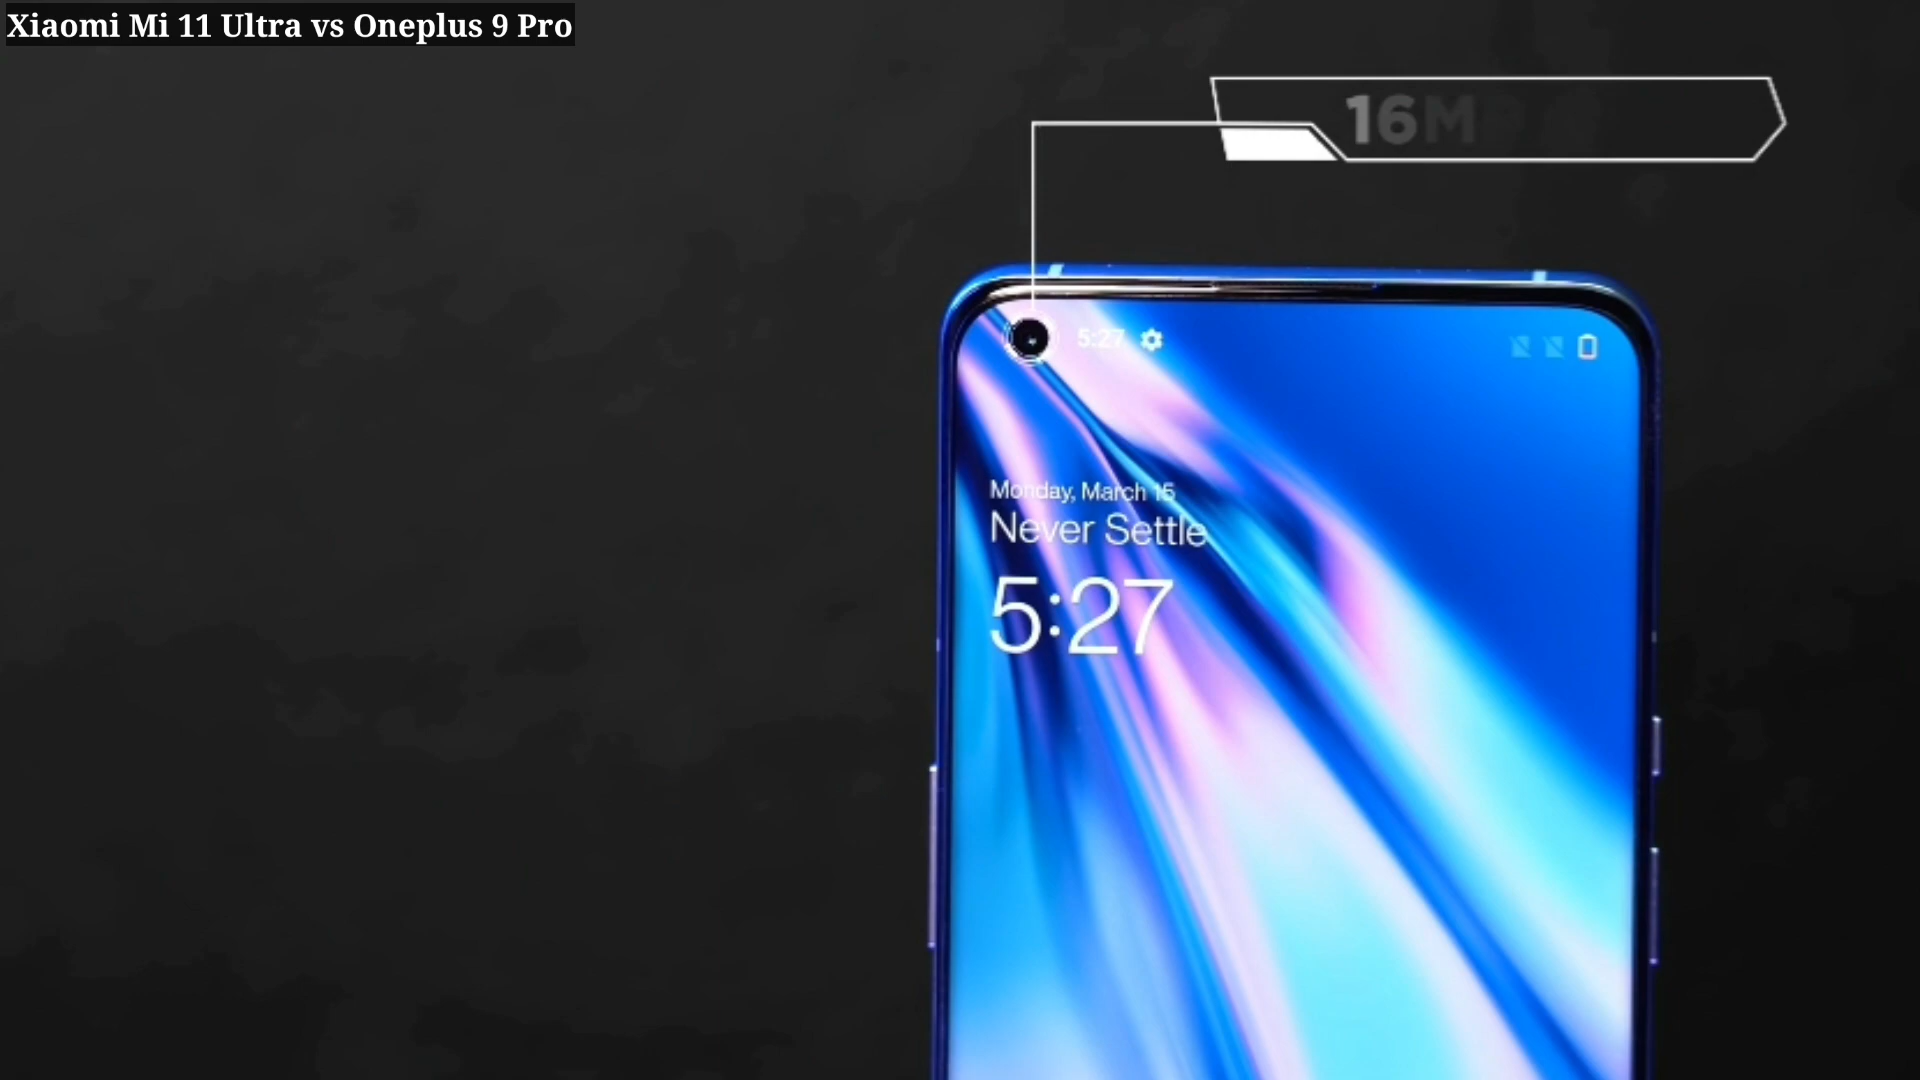 Xiaomi Mi 11 Ultra vs Oneplus 9 Pro
16M
5:27
Monday, March 15
Never Settle
5:27